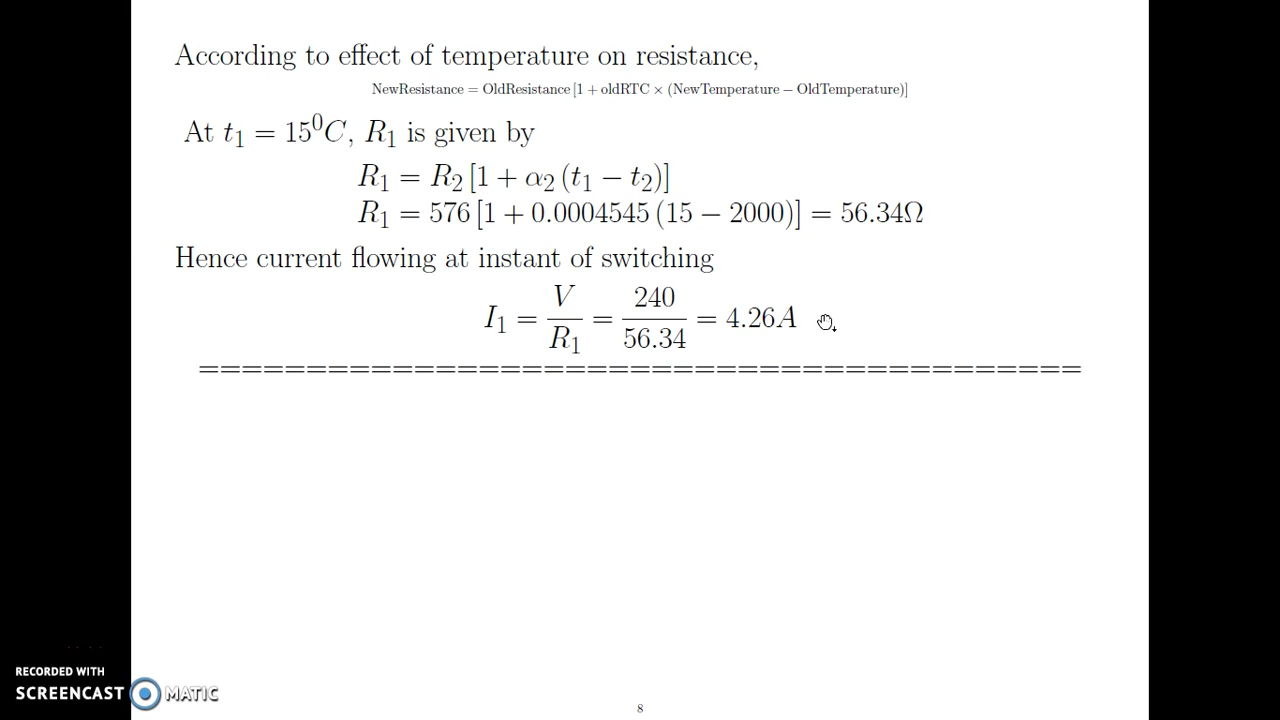 According to effect of temperature on resistance,
NewResistance = OldResistance [1 + oldRTC × (NewTemperature − OldTemperature)]
At t₁ = 15⁰C, R₁ is given by
R₁ = R₂ [1 + α₂ (t₁ − t₂)]
R₁ = 576 [1 + 0.0004545 (15 − 2000)] = 56.34Ω
Hence current flowing at instant of switching
I₁ = V/R₁ = 240/56.34 = 4.26A
=========================================
RECORDED WITH
SCREENCAST MATIC
8